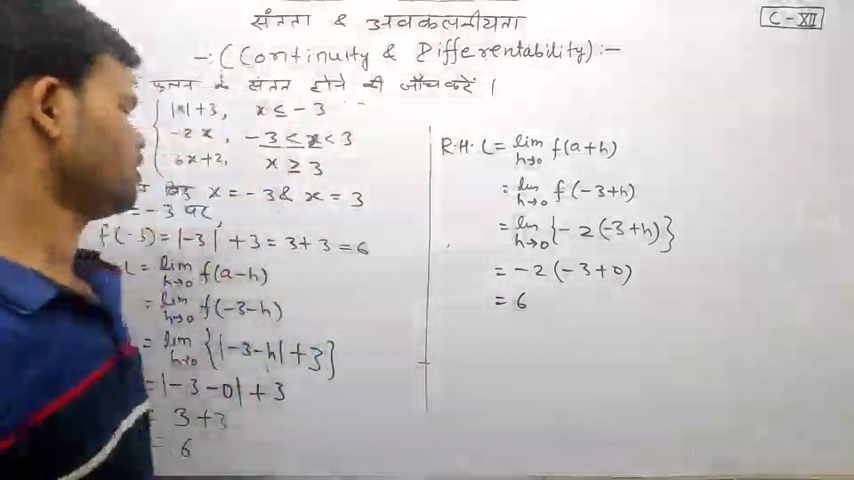 संतता & अवकलनीयता
C-XII
-:(Continuity & Differentability):-
फलन के संतत होने की जाँच करें।
|x|+3, x ≤ -3
-2x, -3 < x < 3
6x+2, x ≥ 3
बिंदु x = -3 & x = 3
= -3 पर,
f(-3) = |-3| + 3 = 3+3 = 6
L = lim h→0 f(a-h)
= lim h→0 f(-3-h)
= lim h→0 {|-3-h| + 3}
= |-3-0| + 3
= 3+3
= 6
R.H.L = lim h→0 f(a+h)
= lim h→0 f(-3+h)
= lim h→0 {-2(-3+h)}
= -2(-3+0)
= 6